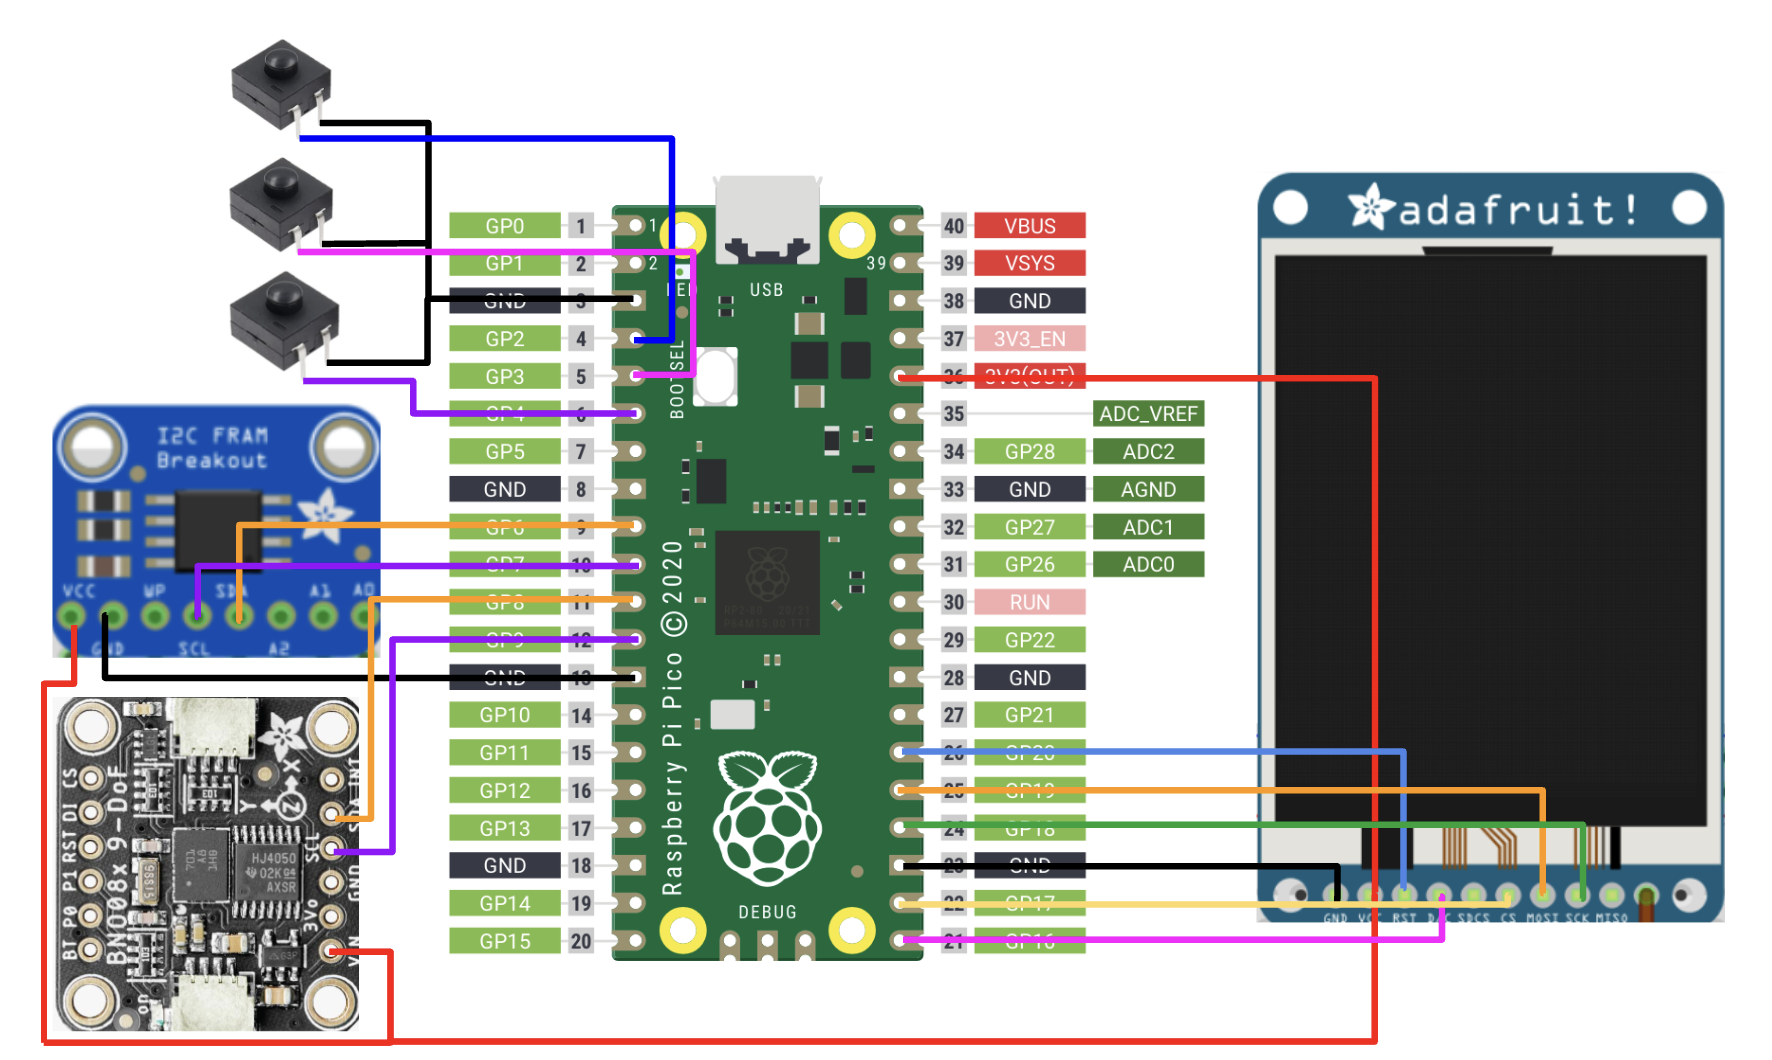 adafruit!
GP0 1 1
GP1 2 2
GND 3
GP2 4
GP3 5
GP4 6
GP5 7
GND 8
GP6 9
GP7 10
GP8 11
GP9 12
GND 13
GP10 14
GP11 15
GP12 16
GP13 17
GND 18
GP14 19
GP15 20
LED
USB
BOOTSEL
39
Raspberry Pi Pico ©2020
DEBUG
40 VBUS
39 VSYS
38 GND
37 3V3_EN
36 3V3(OUT)
35 ADC_VREF
34 GP28 ADC2
33 GND AGND
32 GP27 ADC1
31 GP26 ADC0
30 RUN
29 GP22
28 GND
27 GP21
26 GP20
25 GP19
24 GP18
23 GND
22 GP17
21 GP16
I2C FRAM
Breakout
VCC WP SDA A1 A0
GND SCL A2
BNO08x 9-DoF
CS
DI
RST
P1
P0
BT
INT
SDA
SCL
GND
3Vo
VIN
X
Y
Z
on
103
103
103
HJ4050
02K G4
AXSR
GND VCC RST D/C SDCS CS MOSI SCK MISO